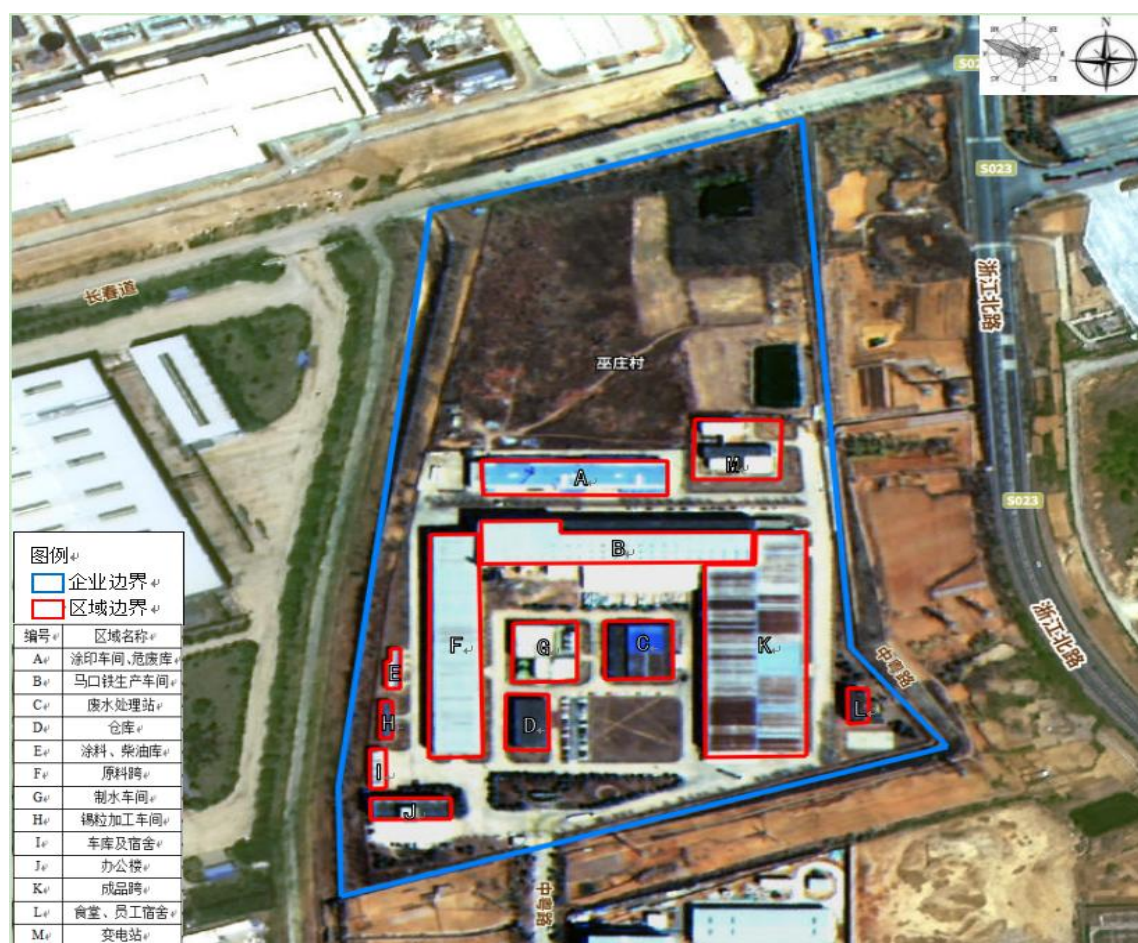 N
S023
长春道
S023
浙江北路
巫庄村
M
A
S023
B
浙江北路
F
G
C
K
中粤路
E
H
D
L
I
J
中粤路
图例
企业边界
区域边界
编号 区域名称
A 涂印车间、危废库
B 马口铁生产车间
C 废水处理站
D 仓库
E 涂料、柴油库
F 原料跨
G 制水车间
H 锡粒加工车间
I 车库及宿舍
J 办公楼
K 成品跨
L 食堂、员工宿舍
M 变电站